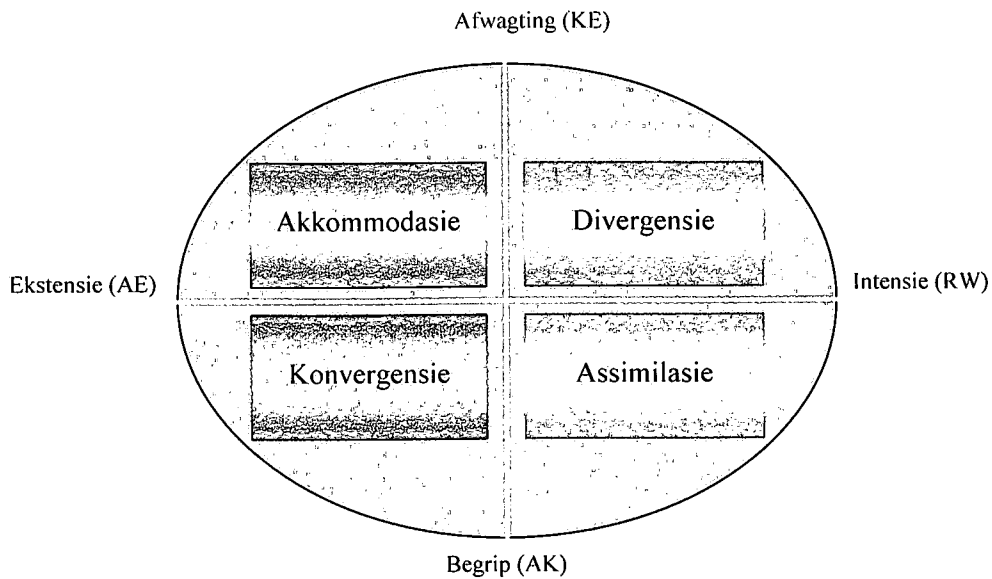 Afwagting (KE)
Akkommodasie
Divergensie
Ekstensie (AE)
Intensie (RW)
Konvergensie
Assimilasie
Begrip (AK)